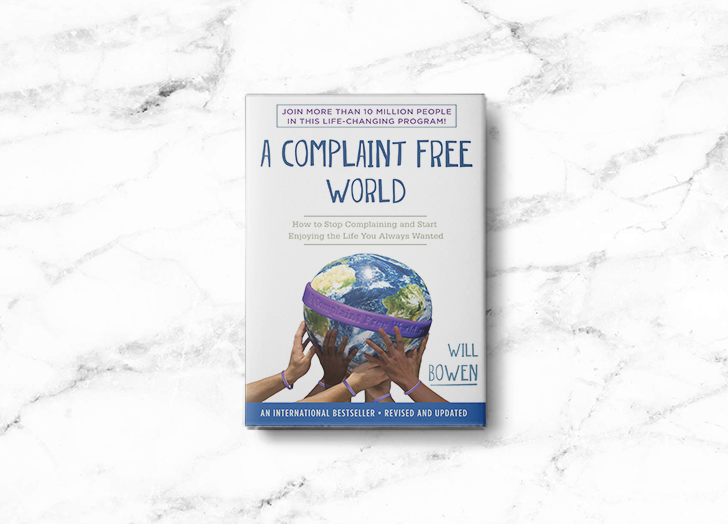 JOIN MORE THAN 10 MILLION PEOPLE
IN THIS LIFE-CHANGING PROGRAM!
A COMPLAINT FREE
WORLD
How to Stop Complaining and Start
Enjoying the Life You Always Wanted
WILL
BOWEN
AN INTERNATIONAL BESTSELLER • REVISED AND UPDATED